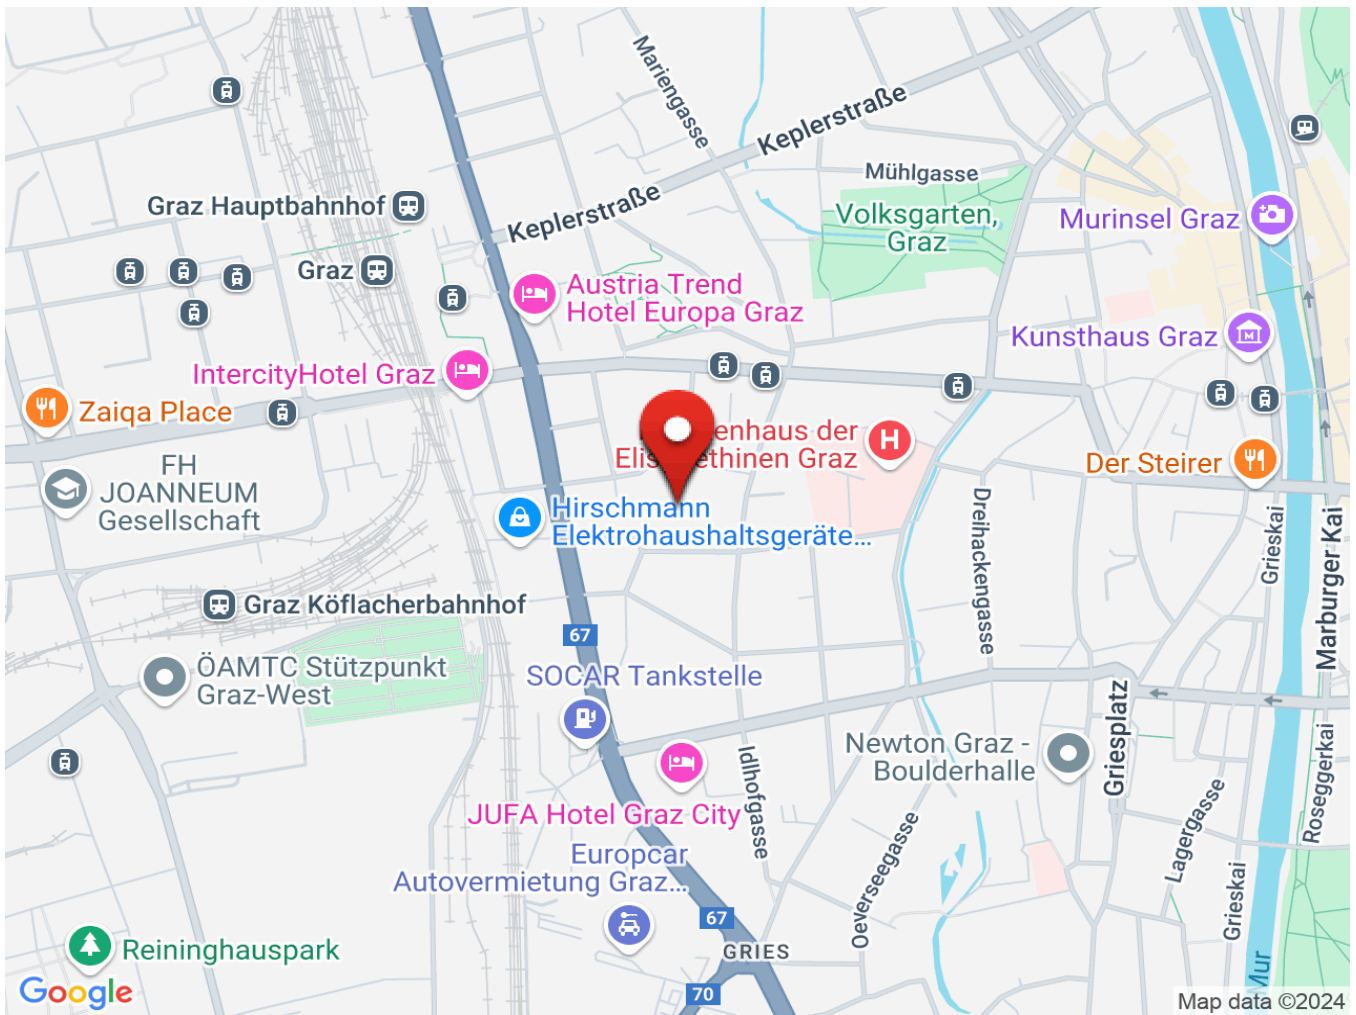 Mariengasse
Keplerstraße
Mühlgasse
Keplerstraße
Graz Hauptbahnhof
Volksgarten,
Graz
Murinsel Graz
Graz
Austria Trend
Hotel Europa Graz
Kunsthaus Graz
IntercityHotel Graz
Zaiqa Place
enhaus der
Graz
H
Der Steirer
FH
JOANNEUM
Gesellschaft
Hirschmann
Elektrohaushaltsgeräte...
Dreihackengasse
Grieskai
Marburger Kai
Graz Köflacherbahnhof
67
ÖAMTC Stützpunkt
Graz-West
SOCAR Tankstelle
Griesplatz
Newton Graz -
Boulderhalle
Idlhofgasse
Roseggerkai
JUFA Hotel Graz City
Lagergasse
Europcar
Autovermietung Graz...
Oeverseegasse
Grieskai
67
GRIES
Reininghauspark
Mur
70
Google
Map data ©2024